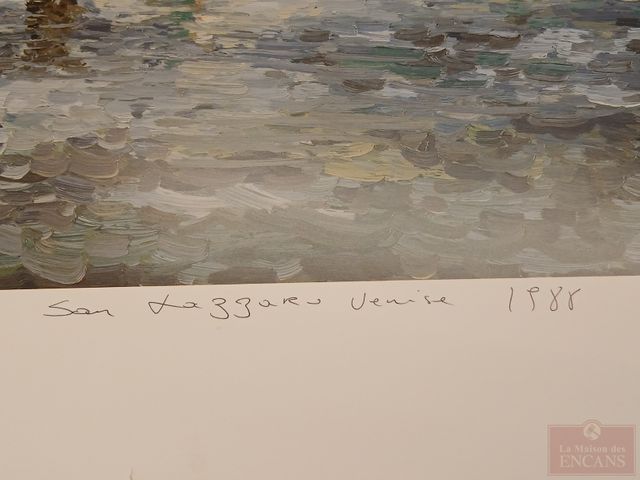 San Lazzaro Venise 1988
La Maison des
ENCANS